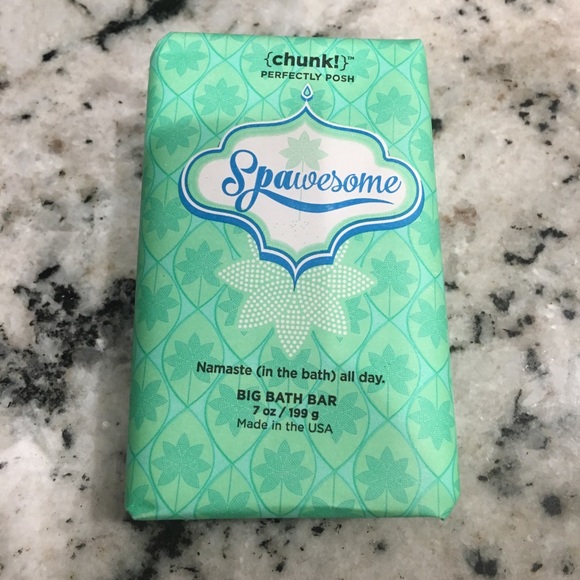 {chunk!}™
PERFECTLY POSH
Spawesome
Namaste (in the bath) all day.
BIG BATH BAR
7 oz / 199 g
Made in the USA